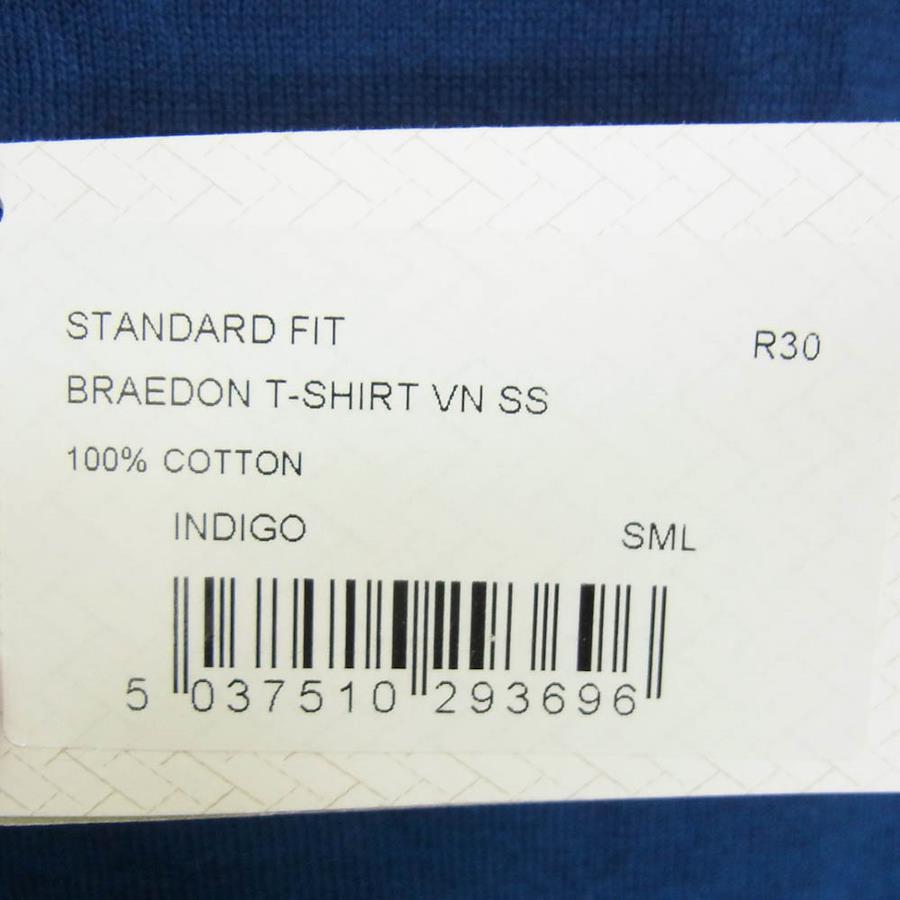 STANDARD FIT
R30
BRAEDON T-SHIRT VN SS
100% COTTON
INDIGO SML
5 037510 293696